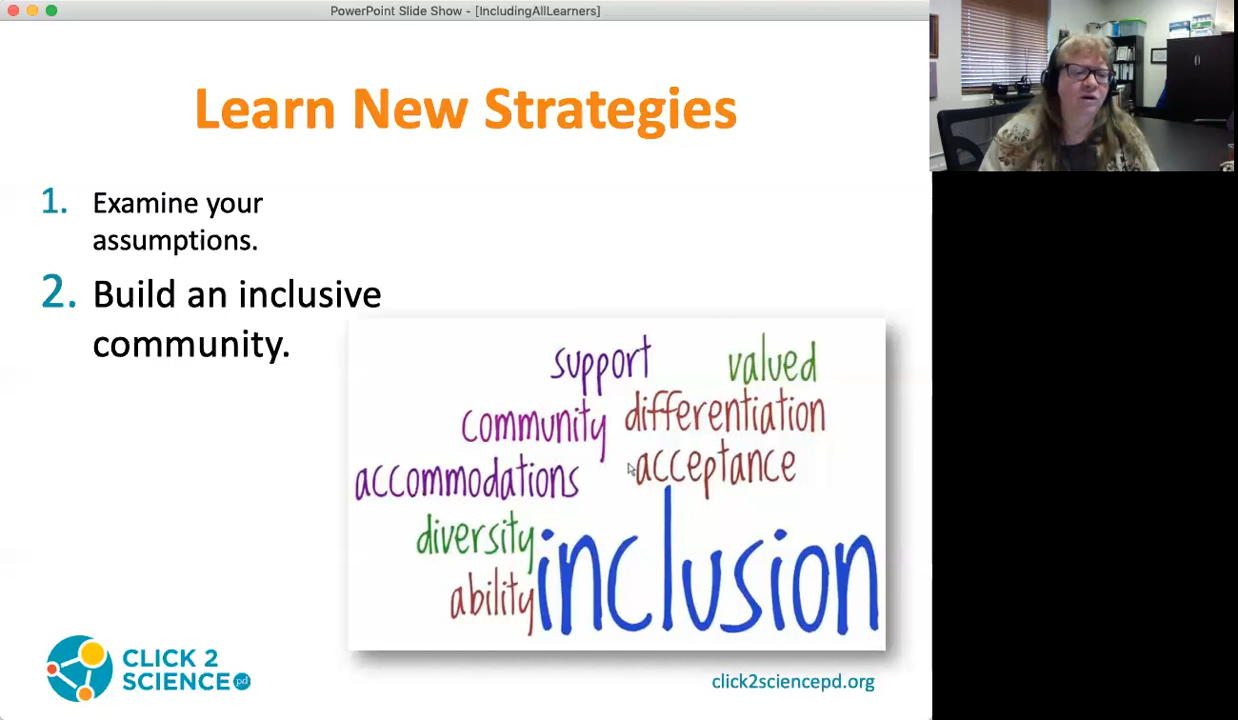 PowerPoint Slide Show - [IncludingAllLearners]
Learn New Strategies
1. Examine your
assumptions.
2. Build an inclusive
community.
support
valued
community
differentiation
accommodations
acceptance
diversity
inclusion
ability
CLICK 2
SCIENCE pd
click2sciencepd.org